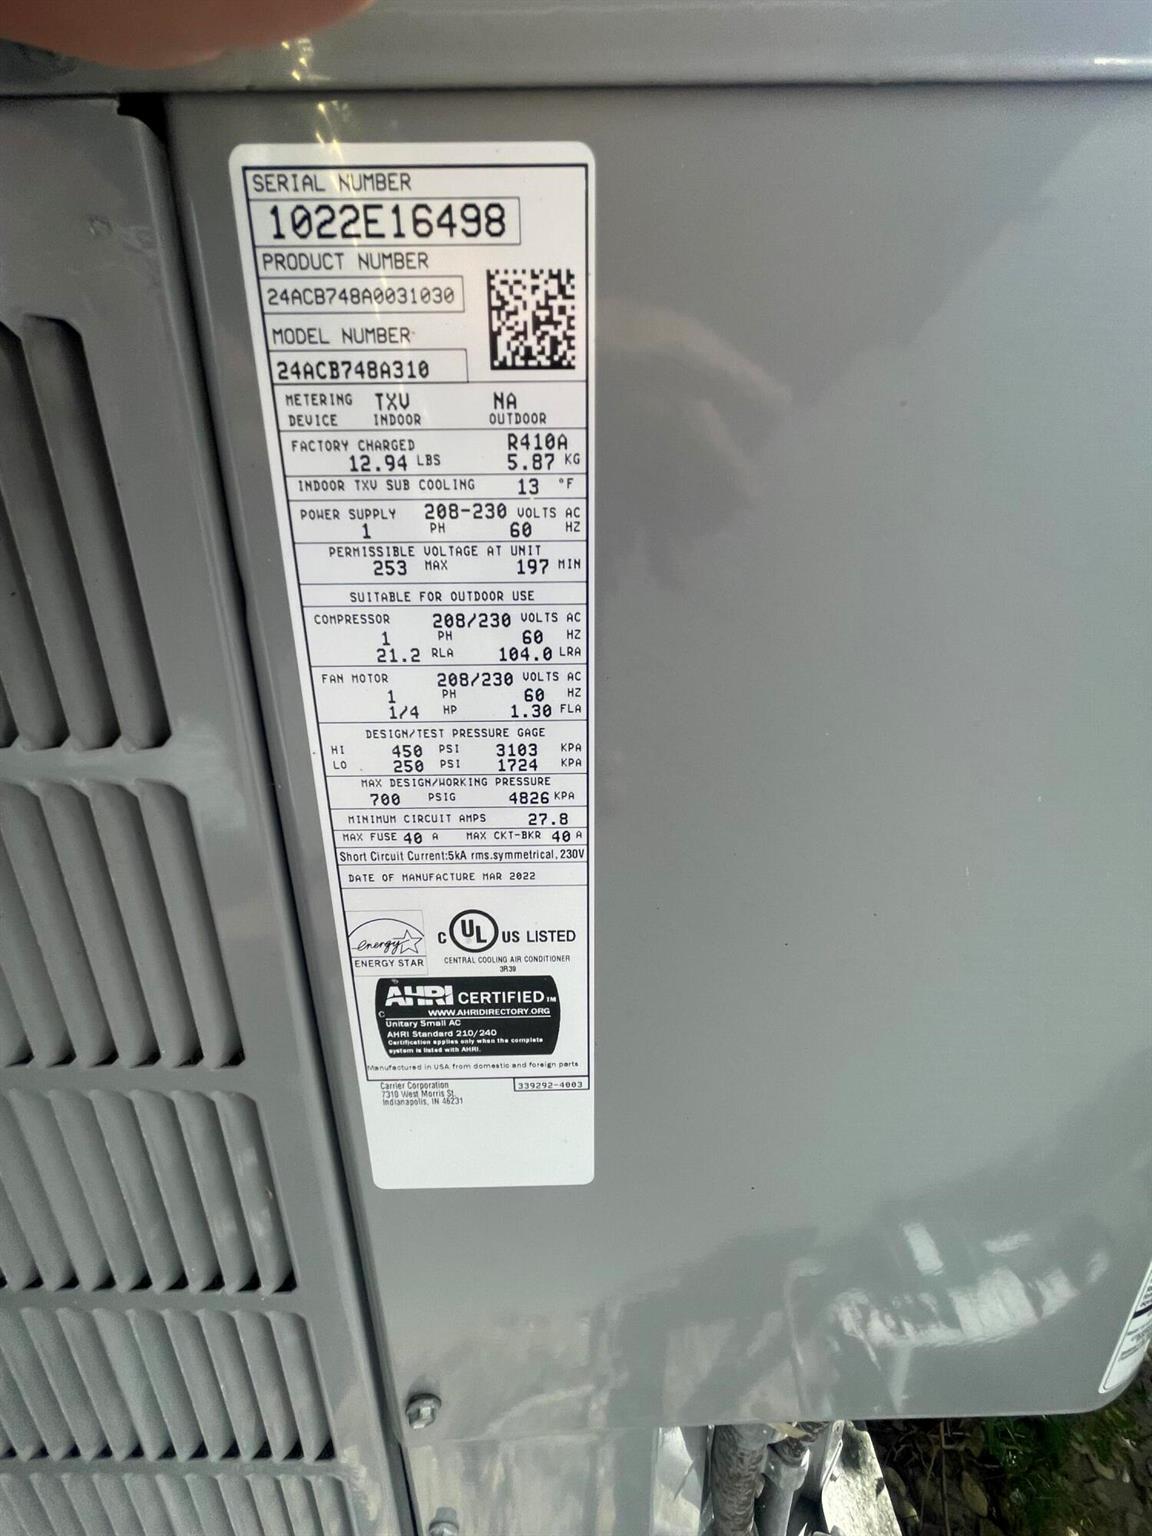 SERIAL NUMBER
1022E16498
PRODUCT NUMBER
24ACB748A0031030
MODEL NUMBER
24ACB748A310
METERING TXV NA
DEVICE INDOOR OUTDOOR
FACTORY CHARGED R410A
12.94 LBS 5.87 KG
INDOOR TXV SUB COOLING 13 °F
POWER SUPPLY 208-230 VOLTS AC
1 PH 60 HZ
PERMISSIBLE VOLTAGE AT UNIT
253 MAX 197 MIN
SUITABLE FOR OUTDOOR USE
COMPRESSOR 208/230 VOLTS AC
1 PH 60 HZ
21.2 RLA 104.0 LRA
FAN MOTOR 208/230 VOLTS AC
1 PH 60 HZ
1/4 HP 1.30 FLA
DESIGN/TEST PRESSURE GAGE
HI 450 PSI 3103 KPA
LO 250 PSI 1724 KPA
MAX DESIGN/WORKING PRESSURE
700 PSIG 4826 KPA
MINIMUM CIRCUIT AMPS 27.8
MAX FUSE 40 A MAX CKT-BKR 40 A
Short Circuit Current:5kA rms.symmetrical, 230V
DATE OF MANUFACTURE MAR 2022
energy
ENERGY STAR
C UL US LISTED
CENTRAL COOLING AIR CONDITIONER
3R39
AHRI CERTIFIED TM
C WWW.AHRIDIRECTORY.ORG
Unitary Small AC
AHRI Standard 210/240
Certification applies only when the complete
system is listed with AHRI.
Manufactured in USA from domestic and foreign parts
Carrier Corporation 339292-4003
7310 West Morris St.
Indianapolis, IN 46231